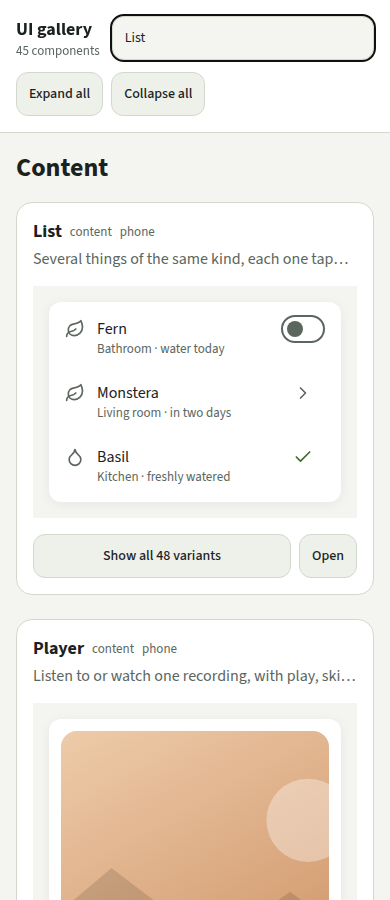 UI gallery
45 components
List
Expand all
Collapse all
Content
List content phone
Several things of the same kind, each one tap…
Fern
Bathroom · water today
Monstera
Living room · in two days
Basil
Kitchen · freshly watered
Show all 48 variants
Open
Player content phone
Listen to or watch one recording, with play, ski…